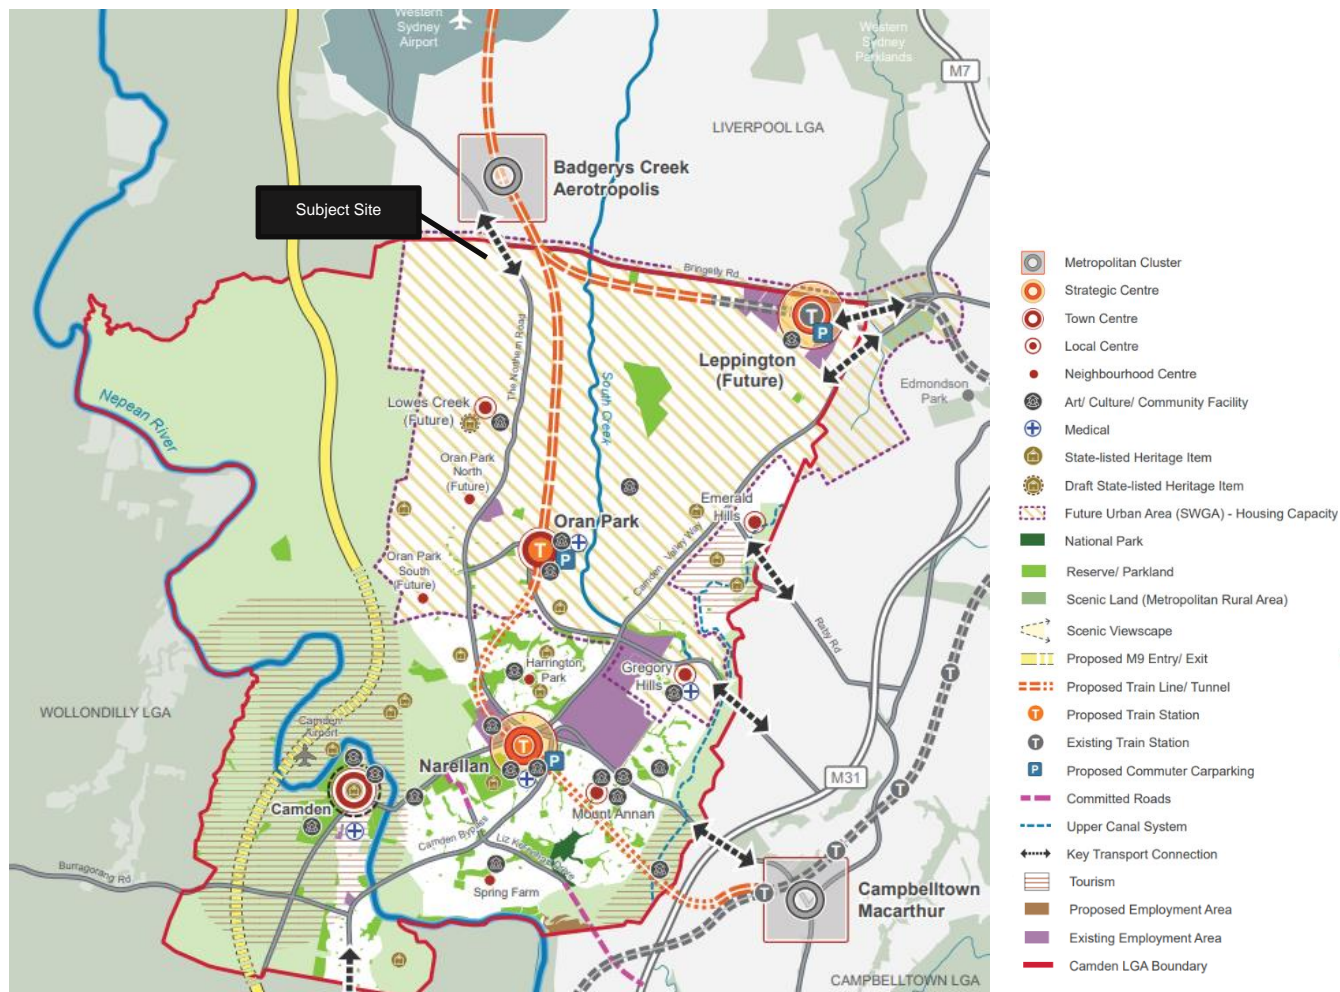 Western
Sydney
Airport
Western
Sydney
Parklands
M7
LIVERPOOL LGA
Badgerys Creek
Aerotropolis
Subject Site
Bringelly Rd
The Northern Road
Leppington
(Future)
Edmondson
Park
South Creek
Nepean River
Lowes Creek
(Future)
Oran Park
North
(Future)
Emerald
Hills
Oran Park
Camden Valley Way
Oran Park
South
(Future)
Raby Rd
Harrington
Park
Gregory
Hills
WOLLONDILLY LGA
Camden
Airport
Narellan
M31
Camden
Mount Annan
Camden Bypass
Burragorang Rd
Spring Farm
Campbelltown
Macarthur
CAMPBELLTOWN LGA
T
P
T
P
T
P
T
T
T
T
T
Metropolitan Cluster
Strategic Centre
Town Centre
Local Centre
Neighbourhood Centre
Art/ Culture/ Community Facility
Medical
State-listed Heritage Item
Draft State-listed Heritage Item
Future Urban Area (SWGA) - Housing Capacity
National Park
Reserve/ Parkland
Scenic Land (Metropolitan Rural Area)
Scenic Viewscape
Proposed M9 Entry/ Exit
Proposed Train Line/ Tunnel
T Proposed Train Station
T Existing Train Station
P Proposed Commuter Carparking
Committed Roads
Upper Canal System
Key Transport Connection
Tourism
Proposed Employment Area
Existing Employment Area
Camden LGA Boundary